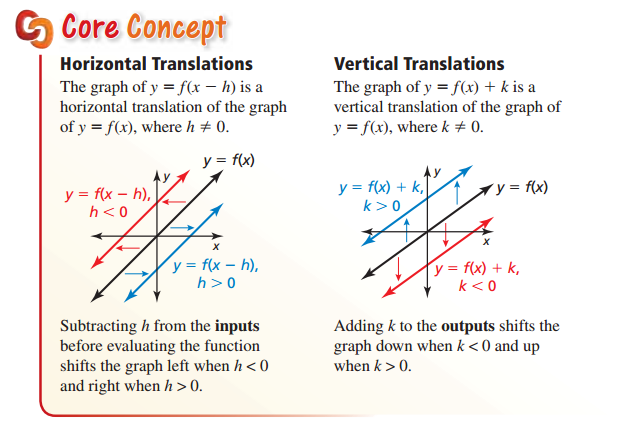 Core Concept
Horizontal Translations
The graph of y = f(x − h) is a
horizontal translation of the graph
of y = f(x), where h ≠ 0.
y = f(x)
y
y = f(x − h),
h < 0
x
y = f(x − h),
h > 0
Subtracting h from the inputs
before evaluating the function
shifts the graph left when h < 0
and right when h > 0.
Vertical Translations
The graph of y = f(x) + k is a
vertical translation of the graph of
y = f(x), where k ≠ 0.
y
y = f(x) + k,
k > 0
y = f(x)
x
y = f(x) + k,
k < 0
Adding k to the outputs shifts the
graph down when k < 0 and up
when k > 0.